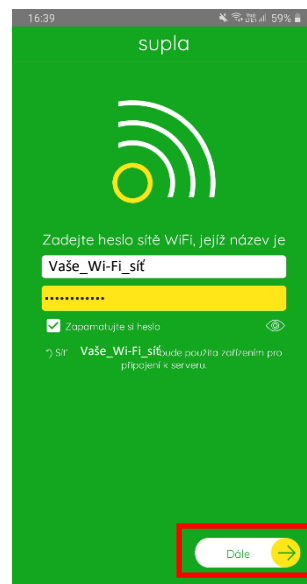 16:39 59%
supla
Zadejte heslo sítě WiFi, jejíž název je
Vaše_Wi-Fi_síť
••••••••••••
Zapamatujte si heslo
*) Síť Vaše_Wi-Fi_síť bude použita zařízením pro
připojení k serveru.
Dále